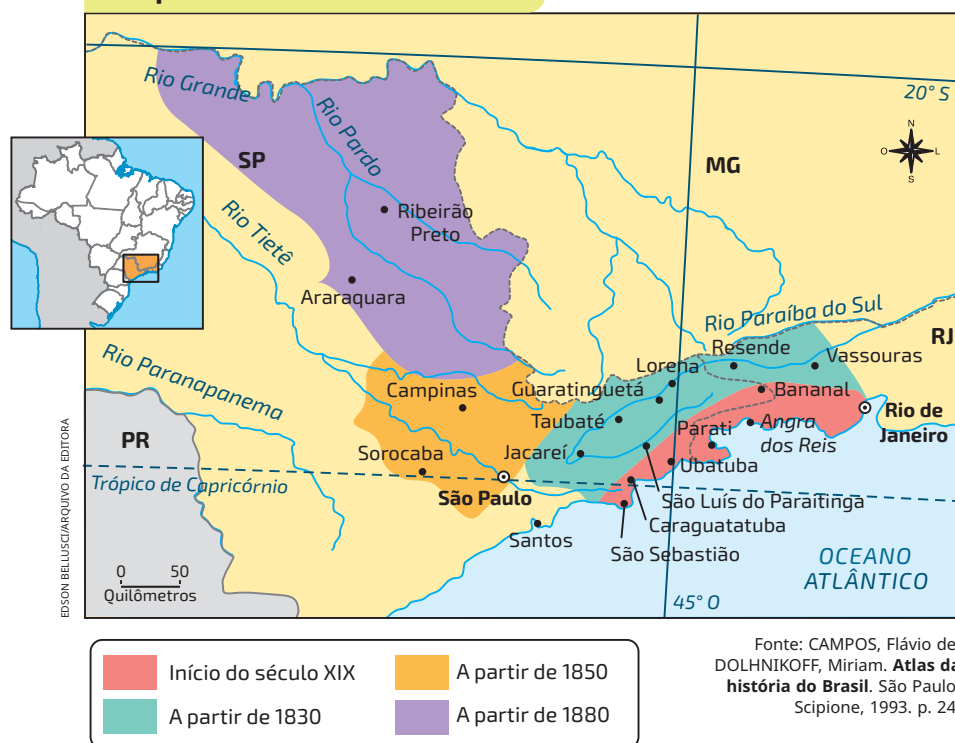 Rio Grande
20° S
Rio Pardo
N
O
L
S
SP
MG
Ribeirão
Preto
Rio Tietê
Araraquara
Rio Paraíba do Sul
RJ
Resende
Vassouras
Lorena
Rio Paranapanema
Campinas
Guaratinguetá
Bananal
Taubaté
Parati
Angra
dos Reis
Rio de
Janeiro
PR
Sorocaba
Jacareí
Ubatuba
Trópico de Capricórnio
São Paulo
São Luís do Paraitinga
Caraguatatuba
Santos
São Sebastião
OCEANO
ATLÂNTICO
0 50
Quilômetros
45° O
EDSON BELLUSCI/ARQUIVO DA EDITORA
Início do século XIX
A partir de 1850
A partir de 1830
A partir de 1880
Fonte: CAMPOS, Flávio de
DOLHNIKOFF, Miriam. Atlas da
história do Brasil. São Paulo
Scipione, 1993. p. 24